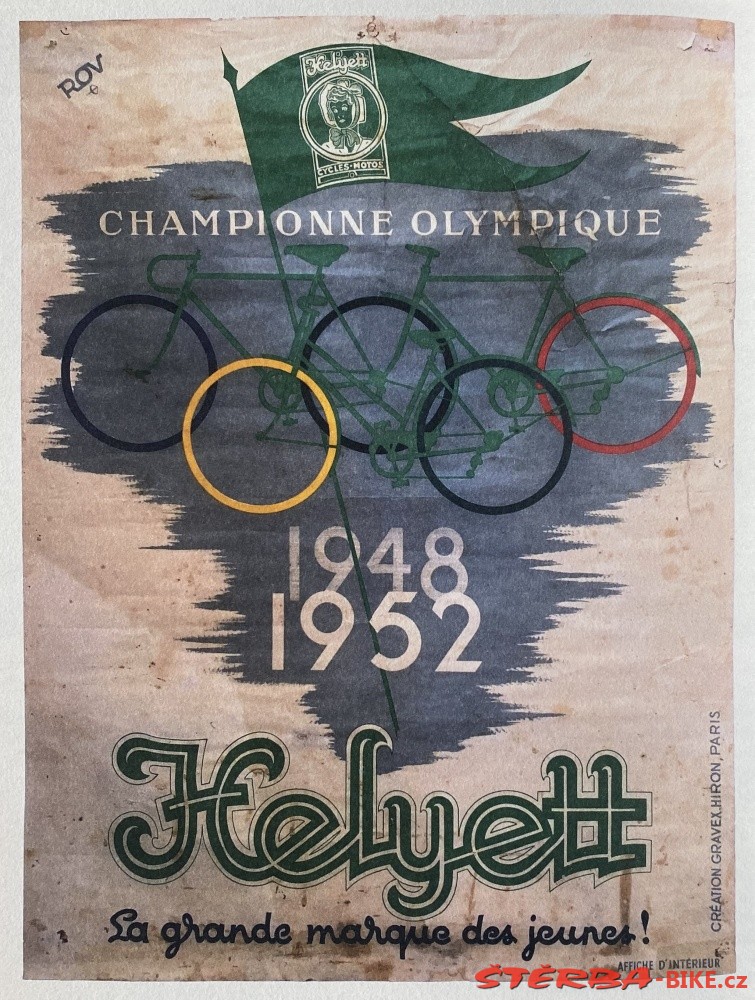 ROV
Helyett
CYCLES-MOTOS
CHAMPIONNE OLYMPIQUE
1948
1952
Helyett
La grande marque des jeunes!
CRÉATION GRAVEX.HIRON, PARIS
AFFICHE D'INTÉRIEUR
ŠTĚRBA-BIKE.cz